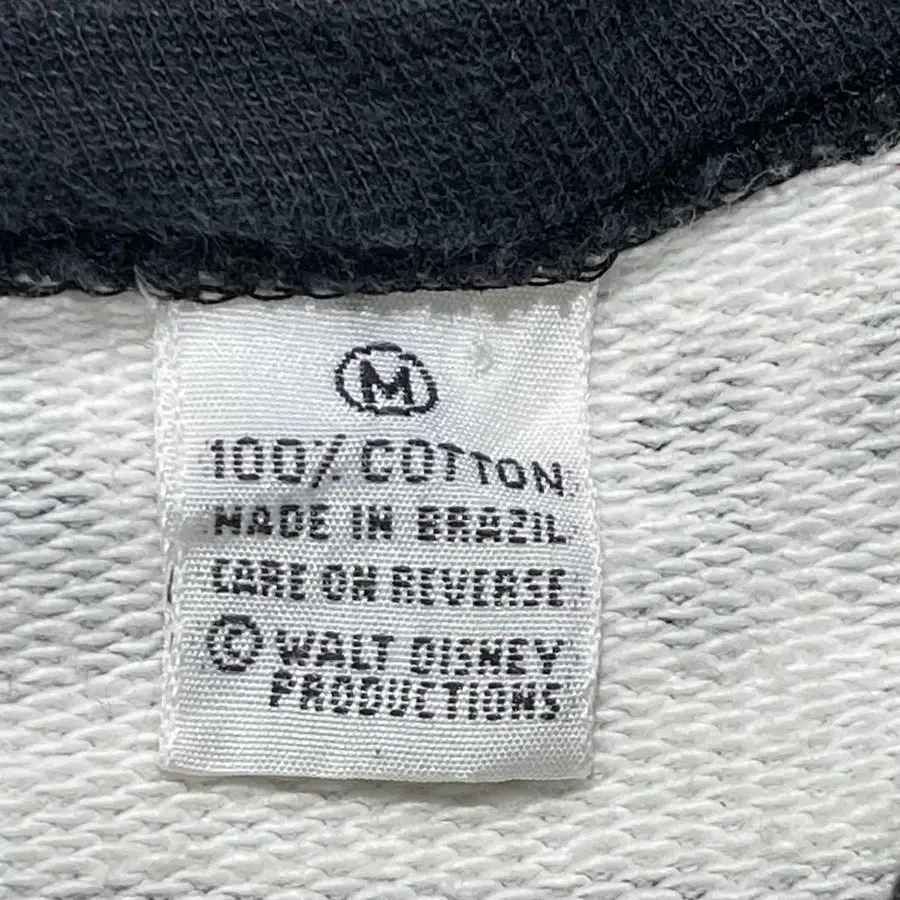 M
100% COTTON
MADE IN BRAZIL
CARE ON REVERSE
© WALT DISNEY
PRODUCTIONS